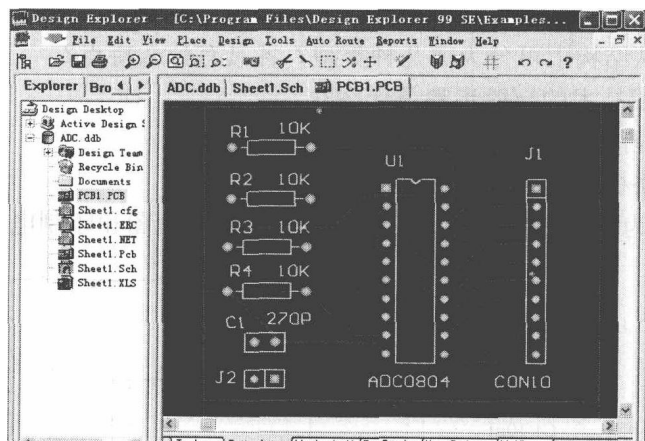 Design Explorer - [C:\Program Files\Design Explorer 99 SE\Examples...
File Edit View Place Design Tools Auto Route Reports Window Help
Explorer Bro
ADC.ddb Sheet1.Sch PCB1.PCB
Design Desktop
Active Design S
ADC.ddb
Design Team
Recycle Bin
Documents
PCB1.PCB
Sheet1.cfg
Sheet1.ERC
Sheet1.NET
Sheet1.Pcb
Sheet1.Sch
Sheet1.XLS
R1 10K
R2 10K
R3 10K
R4 10K
C1 270P
J2
U1
ADC0804
J1
CON10